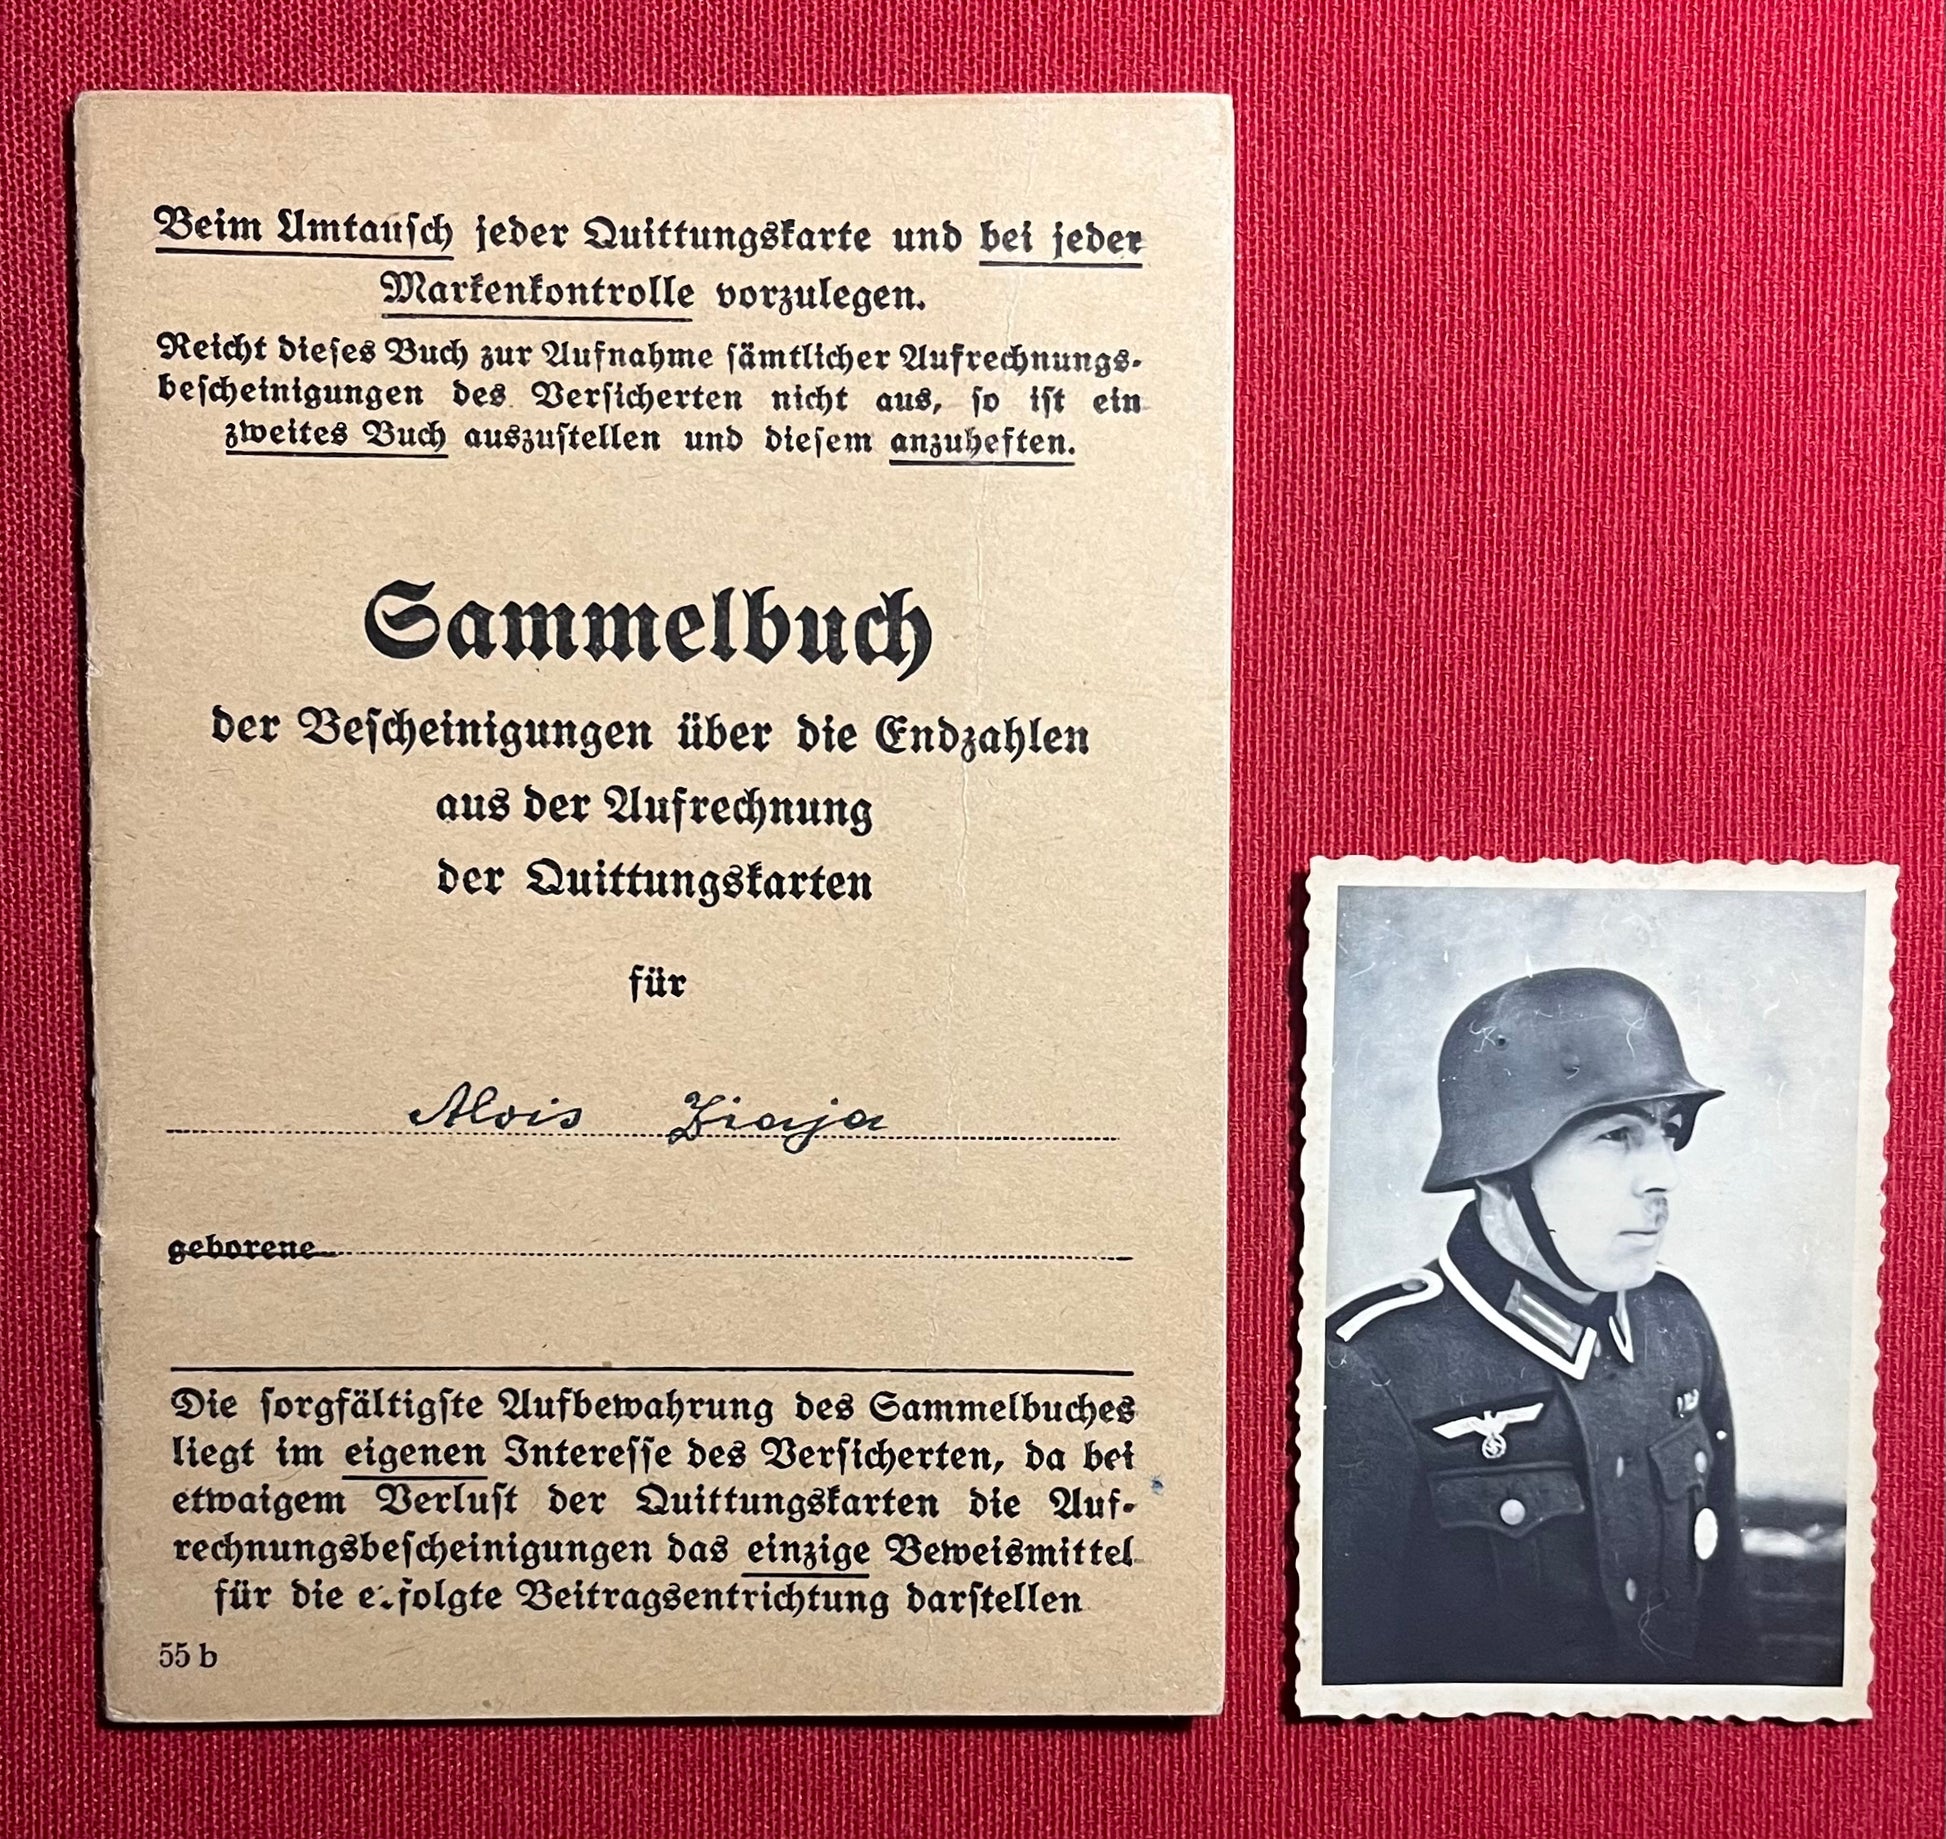 Beim Umtausch jeder Quittungskarte und bei jeder
Markenkontrolle vorzulegen.
Reicht dieses Buch zur Aufnahme sämtlicher Aufrechnungs-
bescheinigungen des Versicherten nicht aus, so ist ein
zweites Buch auszustellen und diesem anzuheften.
Sammelbuch
der Bescheinigungen über die Endzahlen
aus der Aufrechnung
der Quittungskarten
für
Alois Ziaja
geborene
Die sorgfältigste Aufbewahrung des Sammelbuches
liegt im eigenen Interesse des Versicherten, da bei
etwaigem Verlust der Quittungskarten die Auf-
rechnungsbescheinigungen das einzige Beweismittel
für die erfolgte Beitragsentrichtung darstellen
55 b